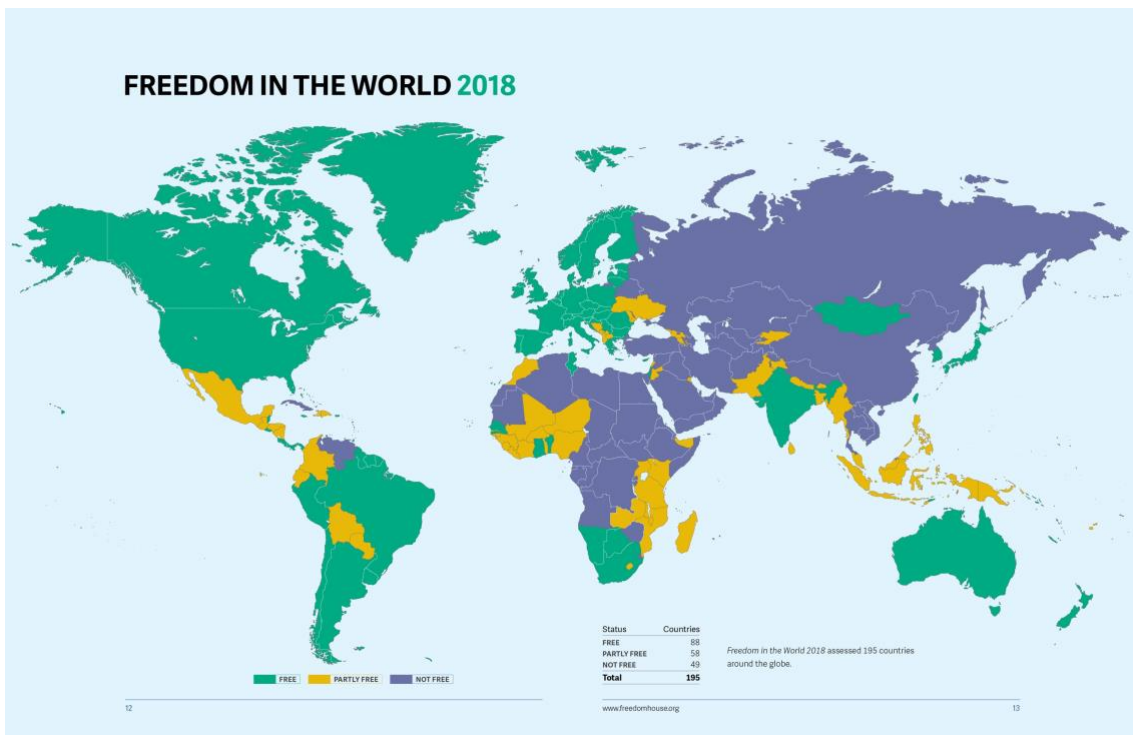 FREEDOM IN THE WORLD 2018
Status Countries
FREE 88
PARTLY FREE 58
NOT FREE 49
Total 195
Freedom in the World 2018 assessed 195 countries
around the globe.
FREE PARTLY FREE NOT FREE
12 www.freedomhouse.org 13